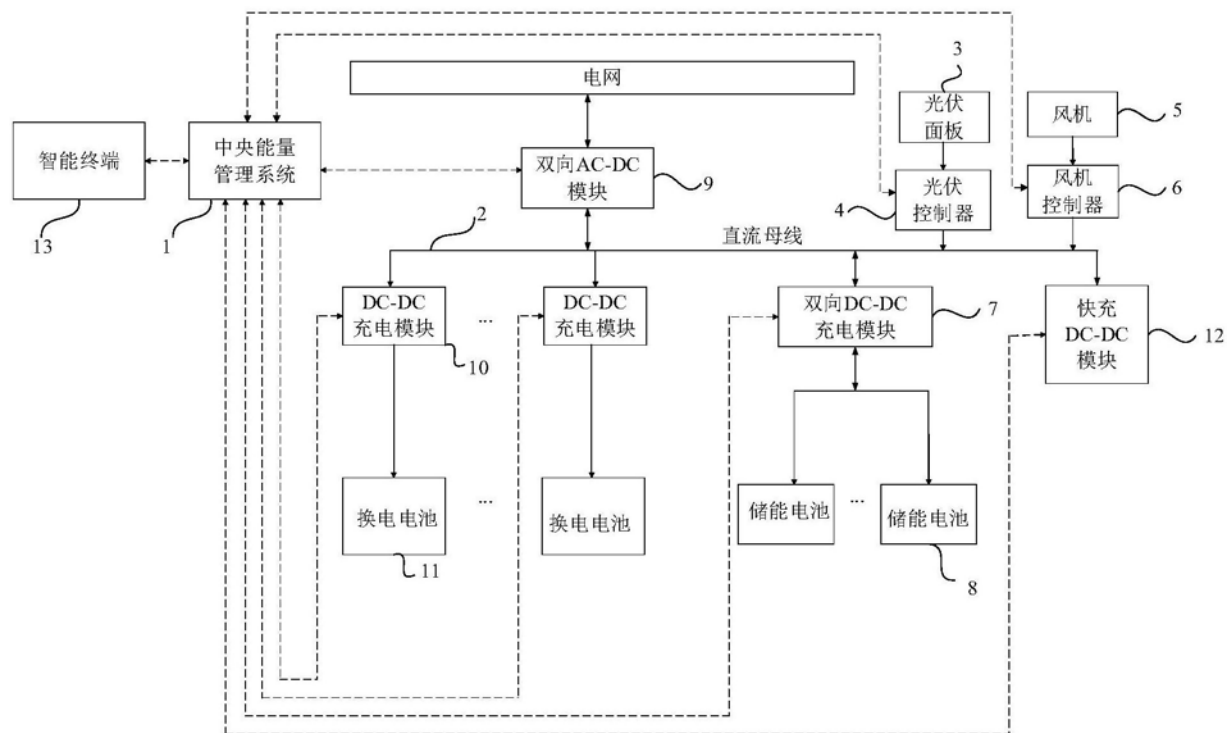 电网
3
光伏
面板
风机
5
智能终端
13
中央能量
管理系统
1
双向AC-DC
模块
9
4
光伏
控制器
风机
控制器
6
2
直流母线
DC-DC
充电模块
10
...
DC-DC
充电模块
双向DC-DC
充电模块
7
快充
DC-DC
模块
12
换电电池
11
...
换电电池
储能电池
...
储能电池
8